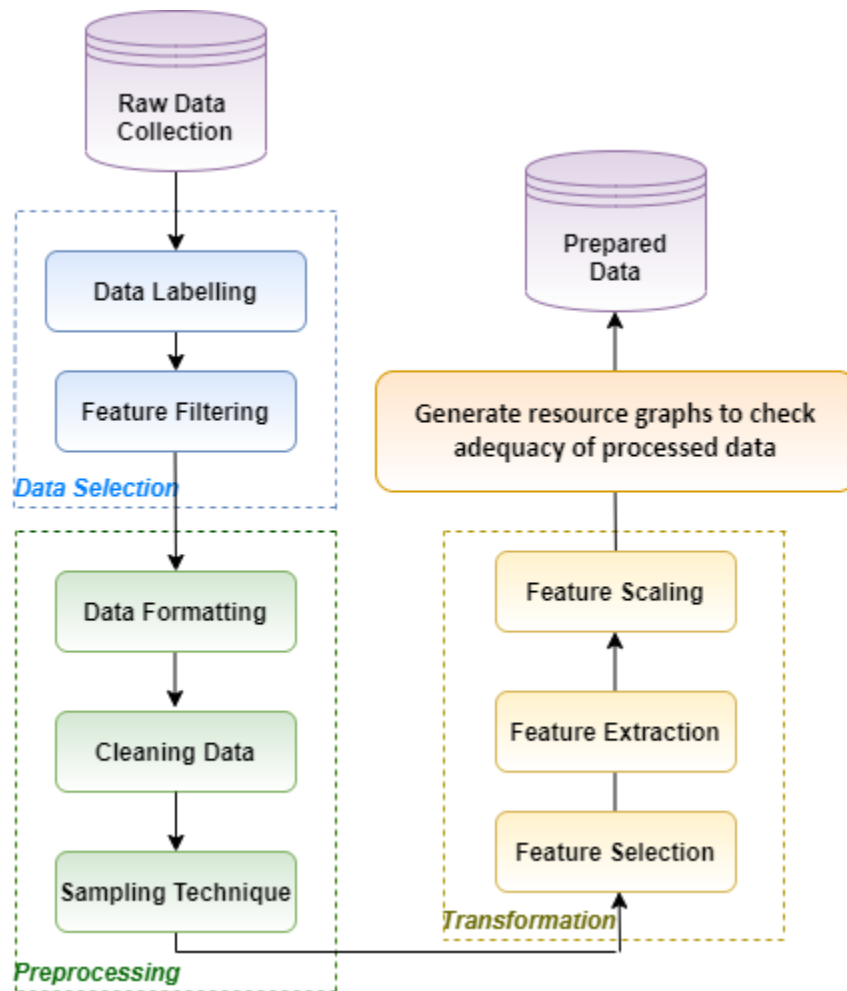 Raw Data
Collection
Data Labelling
Feature Filtering
Data Selection
Data Formatting
Cleaning Data
Sampling Technique
Preprocessing
Prepared
Data
Generate resource graphs to check
adequacy of processed data
Feature Scaling
Feature Extraction
Feature Selection
Transformation